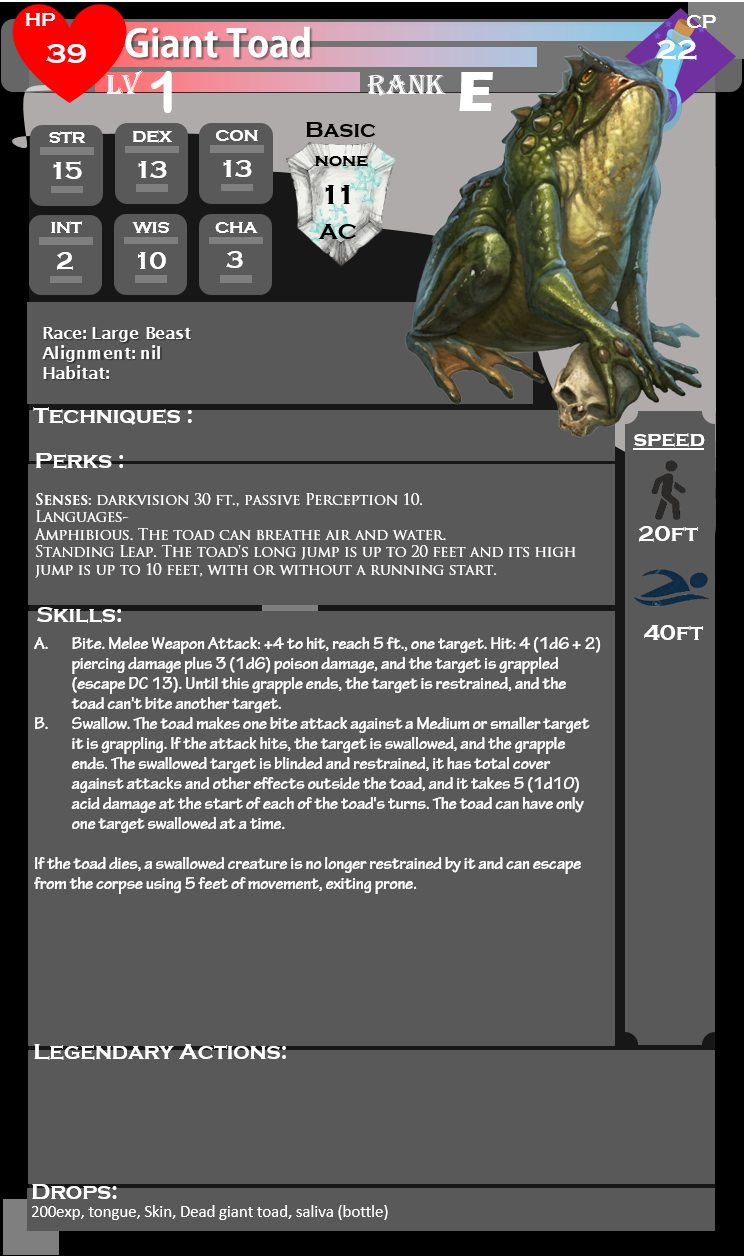 HP
39
Giant Toad
CP
22
LV 1 RANK E
STR
15
DEX
13
CON
13
INT
2
WIS
10
CHA
3
Basic
none
11
AC
Race: Large Beast
Alignment: nil
Habitat:
Techniques :
Perks :
Senses: darkvision 30 ft., passive Perception 10.
Languages-
Amphibious. The toad can breathe air and water.
Standing Leap. The toad's long jump is up to 20 feet and its high
jump is up to 10 feet, with or without a running start.
SPEED
20FT
40FT
Skills:
A. Bite. Melee Weapon Attack: +4 to hit, reach 5 ft., one target. Hit: 4 (1d6 + 2)
piercing damage plus 3 (1d6) poison damage, and the target is grappled
(escape DC 13). Until this grapple ends, the target is restrained, and the
toad can't bite another target.
B. Swallow. The toad makes one bite attack against a Medium or smaller target
it is grappling. If the attack hits, the target is swallowed, and the grapple
ends. The swallowed target is blinded and restrained, it has total cover
against attacks and other effects outside the toad, and it takes 5 (1d10)
acid damage at the start of each of the toad's turns. The toad can have only
one target swallowed at a time.
If the toad dies, a swallowed creature is no longer restrained by it and can escape
from the corpse using 5 feet of movement, exiting prone.
Legendary Actions:
Drops:
200exp, tongue, Skin, Dead giant toad, saliva (bottle)